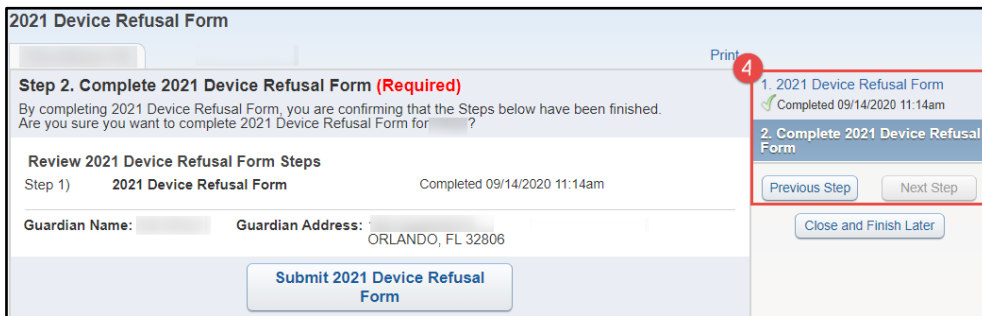 2021 Device Refusal Form
Print
4
Step 2. Complete 2021 Device Refusal Form (Required)
By completing 2021 Device Refusal Form, you are confirming that the Steps below have been finished.
Are you sure you want to complete 2021 Device Refusal Form for ?
Review 2021 Device Refusal Form Steps
Step 1) 2021 Device Refusal Form Completed 09/14/2020 11:14am
Guardian Name: Guardian Address:
ORLANDO, FL 32806
Submit 2021 Device Refusal
Form
1. 2021 Device Refusal Form
Completed 09/14/2020 11:14am
2. Complete 2021 Device Refusal
Form
Previous Step Next Step
Close and Finish Later